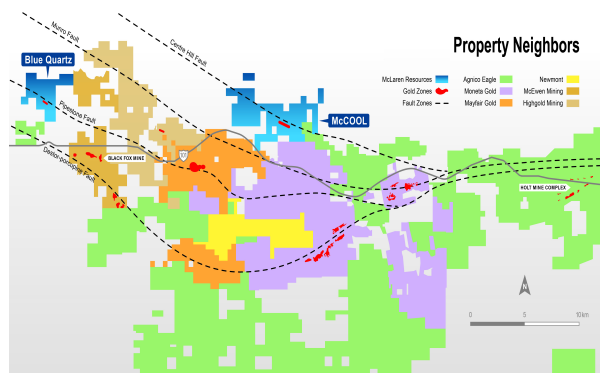 Property Neighbors
Munro Fault
Centre Hill Fault
Blue Quartz
McLaren Resources
Agnico Eagle
Newmont
Gold Zones
Moneta Gold
McEwen Mining
Fault Zones
Mayfair Gold
Highgold Mining
Pipestone Fault
McCOOL
BLACK FOX MINE
101
Destor-porcupine Fault
HOLT MINE COMPLEX
N
0
5
10km